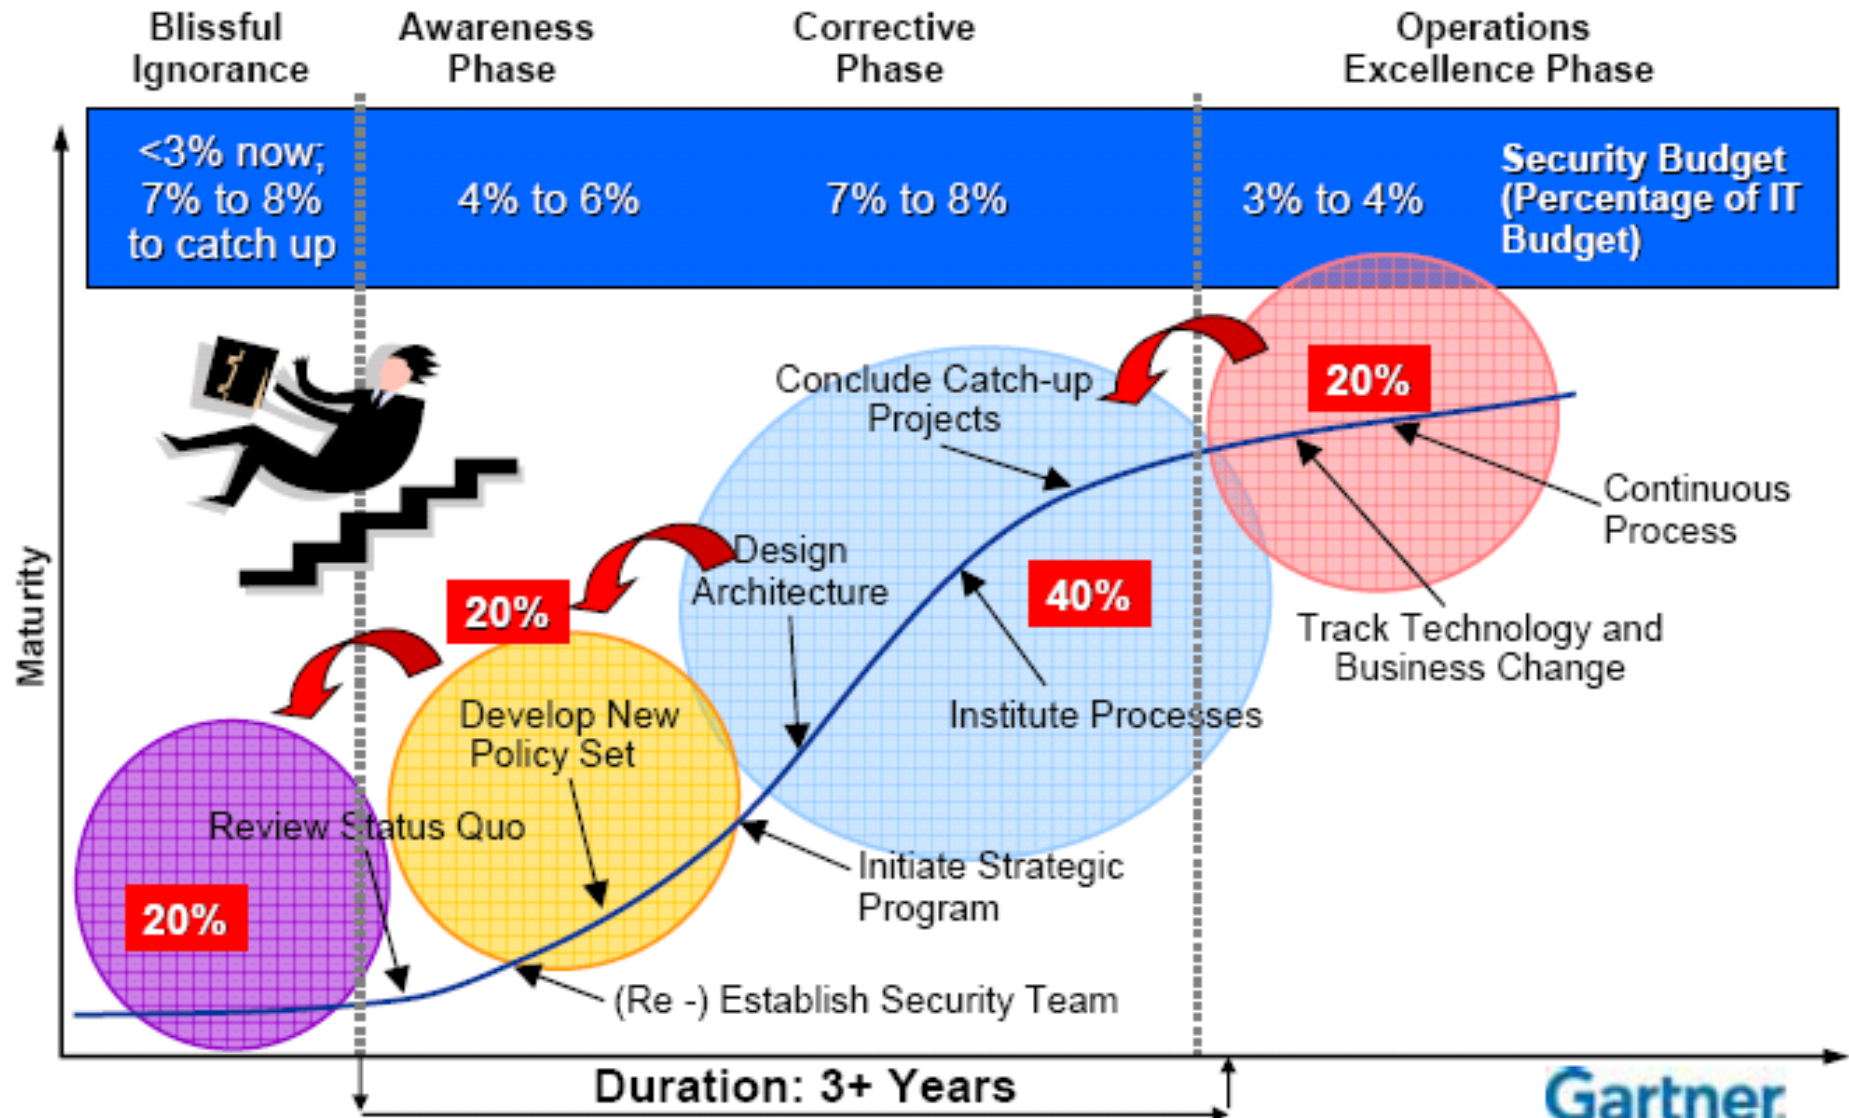 Blissful
Ignorance
Awareness
Phase
Corrective
Phase
Operations
Excellence Phase
<3% now;
7% to 8%
to catch up
4% to 6%
7% to 8%
3% to 4%
Security Budget
(Percentage of IT
Budget)
Maturity
Conclude Catch-up
Projects
20%
Continuous
Process
Design
Architecture
20%
40%
Track Technology and
Business Change
Develop New
Policy Set
Institute Processes
Review Status Quo
20%
Initiate Strategic
Program
(Re -) Establish Security Team
Duration: 3+ Years
Gartner